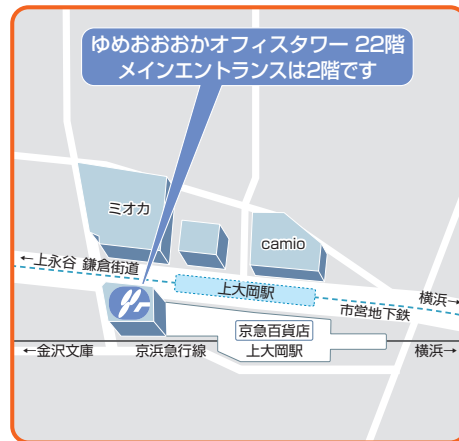 ゆめおおおかオフィスタワー 22階
メインエントランスは2階です
ミオカ
camio
←上永谷 鎌倉街道
上大岡駅
横浜→
市営地下鉄
京急百貨店
←金沢文庫
京浜急行線
上大岡駅
横浜→